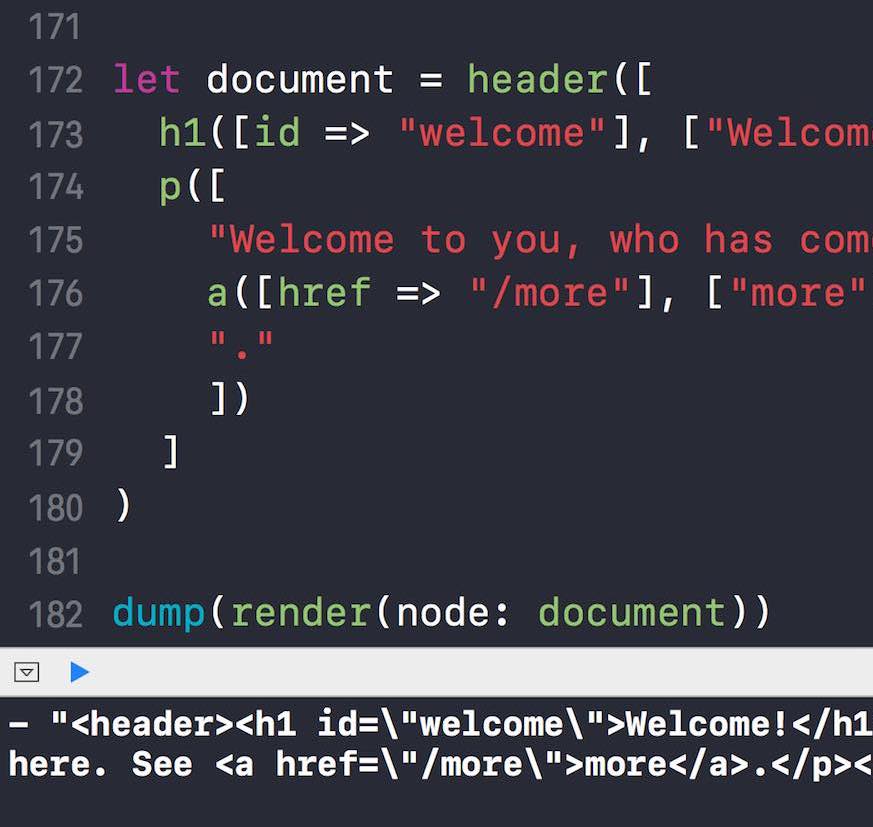 171
172 let document = header([
173 h1([id => "welcome"], ["Welcom
174 p([
175 "Welcome to you, who has com
176 a([href => "/more"], ["more"
177 "."
178 ])
179 ]
180 )
181
182 dump(render(node: document))
– "<header><h1 id=\"welcome\">Welcome!</h1
here. See <a href=\"/more\">more</a>.</p><